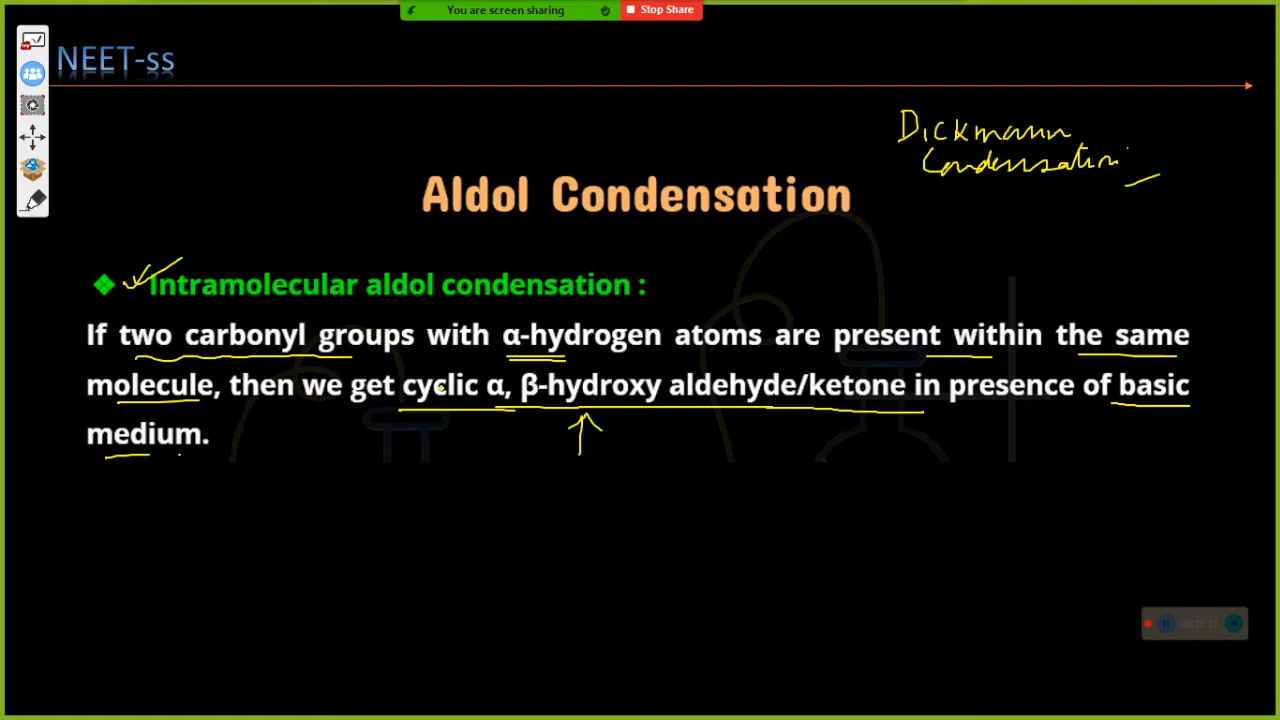 You are screen sharing
Stop Share
NEET-ss
Dickmann
Condensation
Aldol Condensation
Intramolecular aldol condensation :
If two carbonyl groups with α-hydrogen atoms are present within the same
molecule, then we get cyclic α, β-hydroxy aldehyde/ketone in presence of basic
medium.